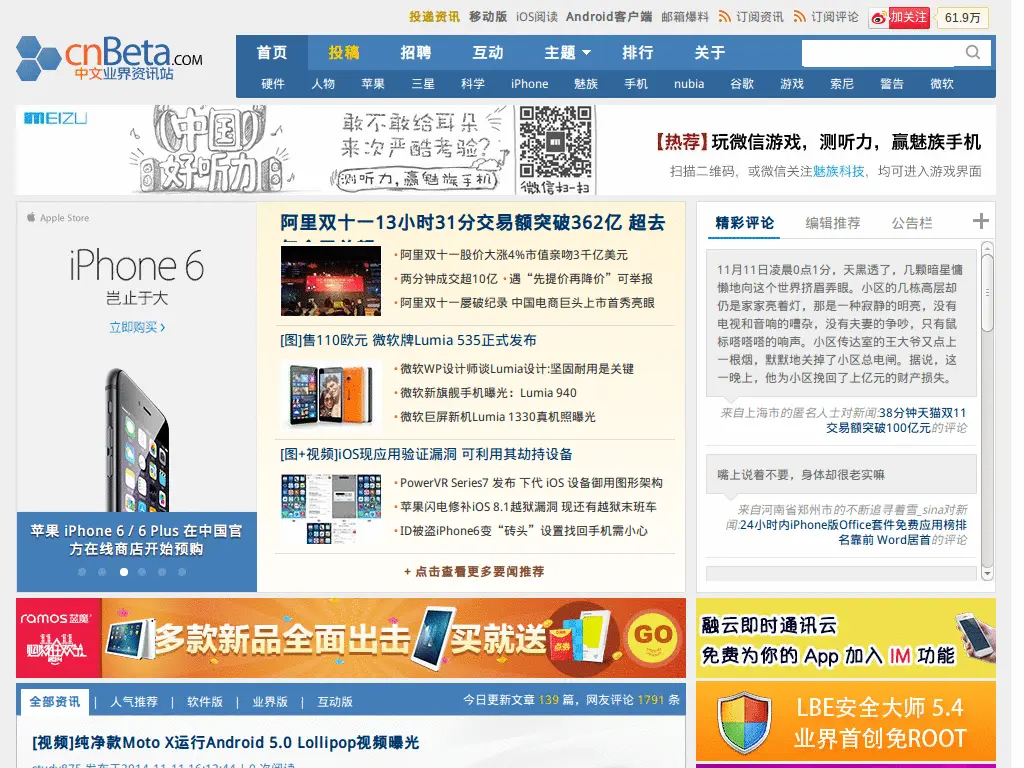 投递资讯 移动版 iOS阅读 Android客户端 邮箱爆料 订阅资讯 订阅评论 加关注 61.9万
cnBeta.COM
中文业界资讯站
首页 投稿 招聘 互动 主题 排行 关于
硬件 人物 苹果 三星 科学 iPhone 魅族 手机 nubia 谷歌 游戏 索尼 警告 微软
MEIZU
中国好听力
敢不敢给耳朵
来次严酷考验?
测听力,赢魅族手机
微信扫一扫
【热荐】玩微信游戏，测听力，赢魅族手机
扫描二维码，或微信关注魅族科技，均可进入游戏界面
Apple Store
iPhone 6
岂止于大
立即购买 ›
苹果 iPhone 6 / 6 Plus 在中国官
方在线商店开始预购
阿里双十一13小时31分交易额突破362亿 超去
阿里双十一股价大涨4% 市值亲吻3千亿美元
两分钟成交超10亿 · 遇“先提价再降价”可举报
阿里双十一屡破纪录 中国电商巨头上市首秀亮眼
[图]售110欧元 微软牌Lumia 535正式发布
微软WP设计师谈Lumia设计:坚固耐用是关键
微软新旗舰手机曝光：Lumia 940
微软巨屏新机Lumia 1330真机照曝光
[图+视频]iOS现应用验证漏洞 可利用其劫持设备
PowerVR Series7 发布 下代 iOS 设备御用图形架构
苹果闪电修补iOS 8.1越狱漏洞 现还有越狱末班车
ID被盗iPhone6变“砖头”设置找回手机需小心
+ 点击查看更多要闻推荐
精彩评论 编辑推荐 公告栏 +
11月11日凌晨0点1分，天黑透了，几颗暗星慵
懒地向这个世界挤眉弄眼。小区的几栋高层却
仍是家家亮着灯，那是一种寂静的明亮，没有
电视和音响的嘈杂，没有夫妻的争吵，只有鼠
标嗒嗒嗒的响声。小区传达室的王大爷又点上
一根烟，默默地关掉了小区总电闸。据说，这
一晚上，他为小区挽回了上亿元的财产损失。
来自上海市的匿名人士对新闻:38分钟天猫双11
交易额突破100亿元的评论
嘴上说着不要，身体却很老实嘛
来自河南省郑州市的不断追寻着雪_sina对新
闻:24小时内iPhone版Office套件免费应用榜排
名靠前 Word居首的评论
ramos 蓝魔
11.11
购物狂欢节
多款新品全面出击 买就送
GO
融云即时通讯云
免费为你的 App 加入 IM 功能
全部资讯 | 人气推荐 | 软件版 | 业界版 | 互动版 今日更新文章 139 篇，网友评论 1791 条
LBE安全大师 5.4
业界首创免ROOT
[视频]纯净款Moto X运行Android 5.0 Lollipop视频曝光